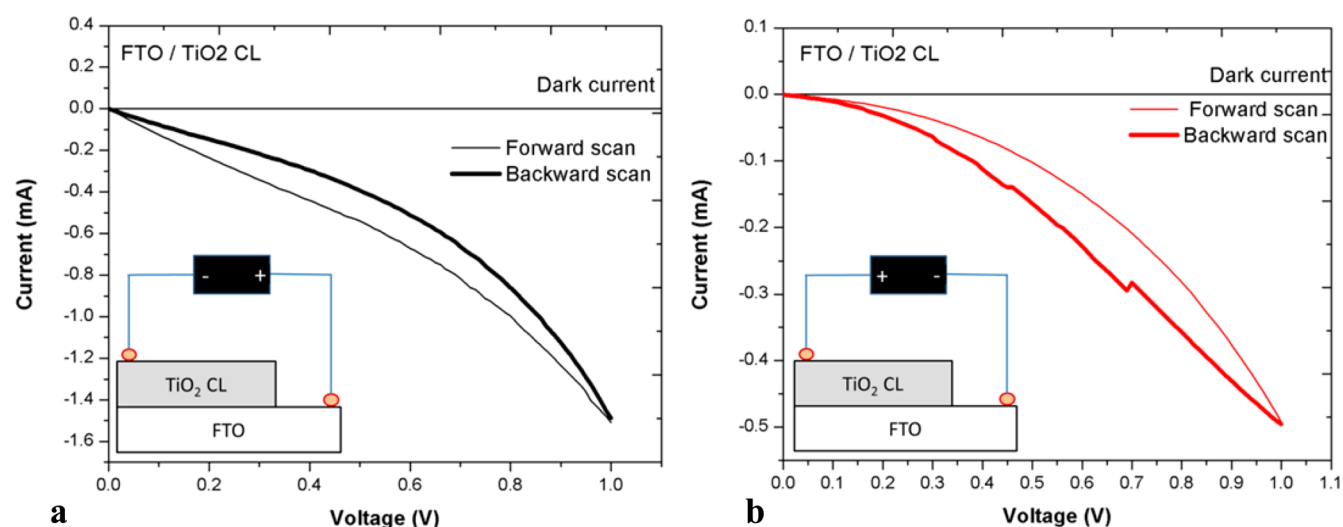 FTO / TiO2 CL
Dark current
Forward scan
Backward scan
Current (mA)
0.4
0.2
0.0
-0.2
-0.4
-0.6
-0.8
-1.0
-1.2
-1.4
-1.6
- +
TiO₂ CL
FTO
0.0 0.2 0.4 0.6 0.8 1.0
Voltage (V)
a
FTO / TiO2 CL
Dark current
Forward scan
Backward scan
Current (mA)
0.1
0.0
-0.1
-0.2
-0.3
-0.4
-0.5
+ -
TiO₂ CL
FTO
0.0 0.1 0.2 0.3 0.4 0.5 0.6 0.7 0.8 0.9 1.0 1.1
Voltage (V)
b